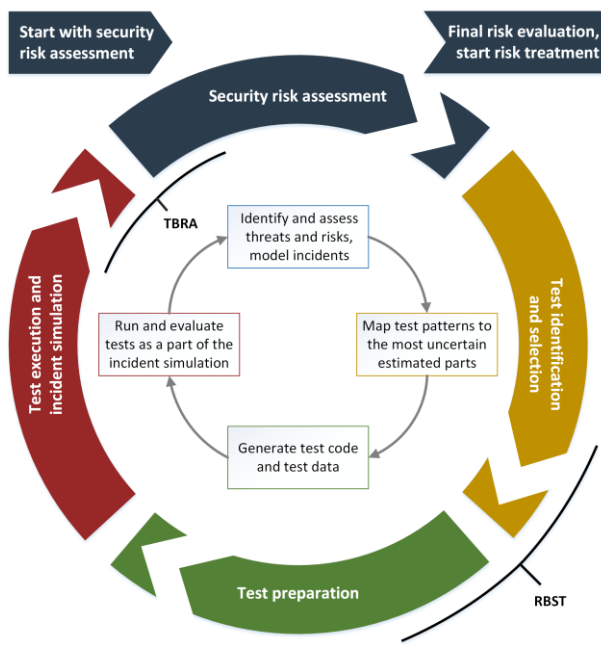 Start with security
risk assessment
Final risk evaluation,
start risk treatment
Security risk assessment
TBRA
Identify and assess
threats and risks,
model incidents
Test execution and
incident simulation
Run and evaluate
tests as a part of the
incident simulation
Map test patterns to
the most uncertain
estimated parts
Test identification
and selection
Generate test code
and test data
Test preparation
RBST